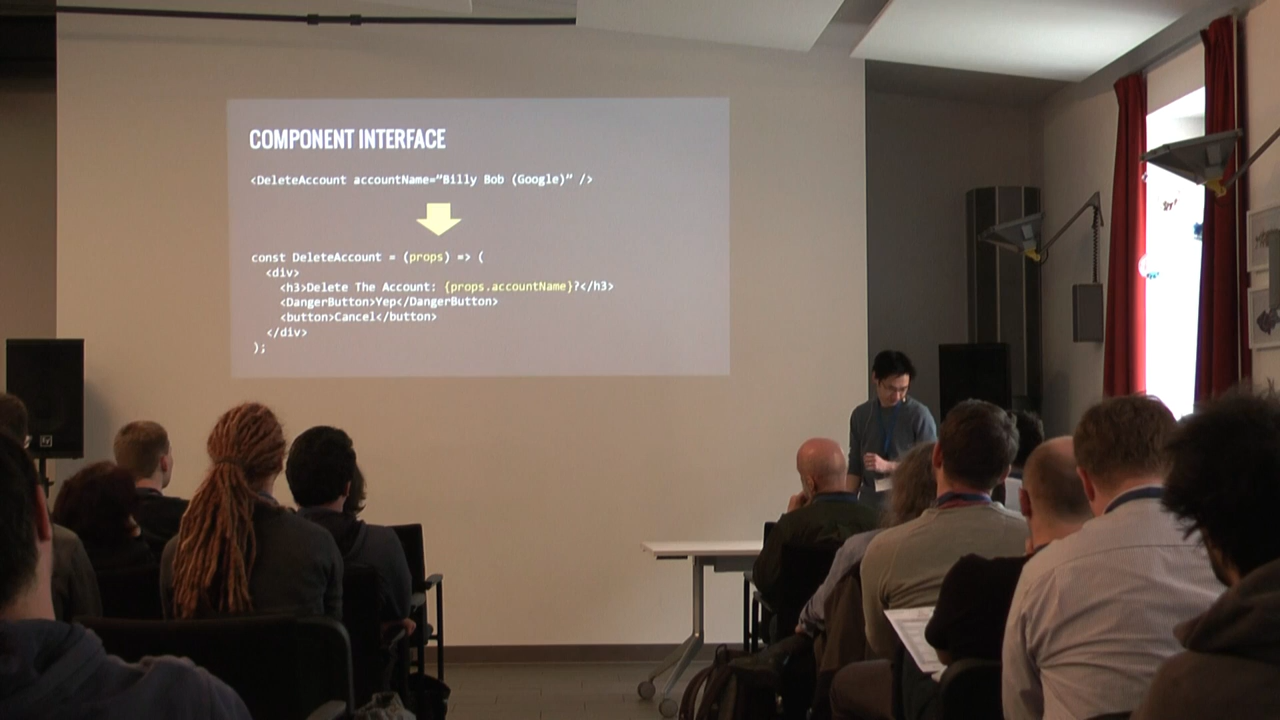 COMPONENT INTERFACE
<DeleteAccount accountName="Billy Bob (Google)" />
const DeleteAccount = (props) => (
<div>
<h3>Delete The Account: {props.accountName}?</h3>
<DangerButton>Yep</DangerButton>
<button>Cancel</button>
</div>
);